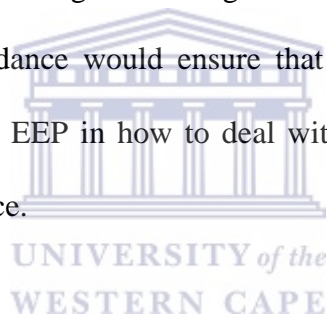 dance would ensure that
EEP in how to deal wit
ce.
UNIVERSITY of the
WESTERN CAPE